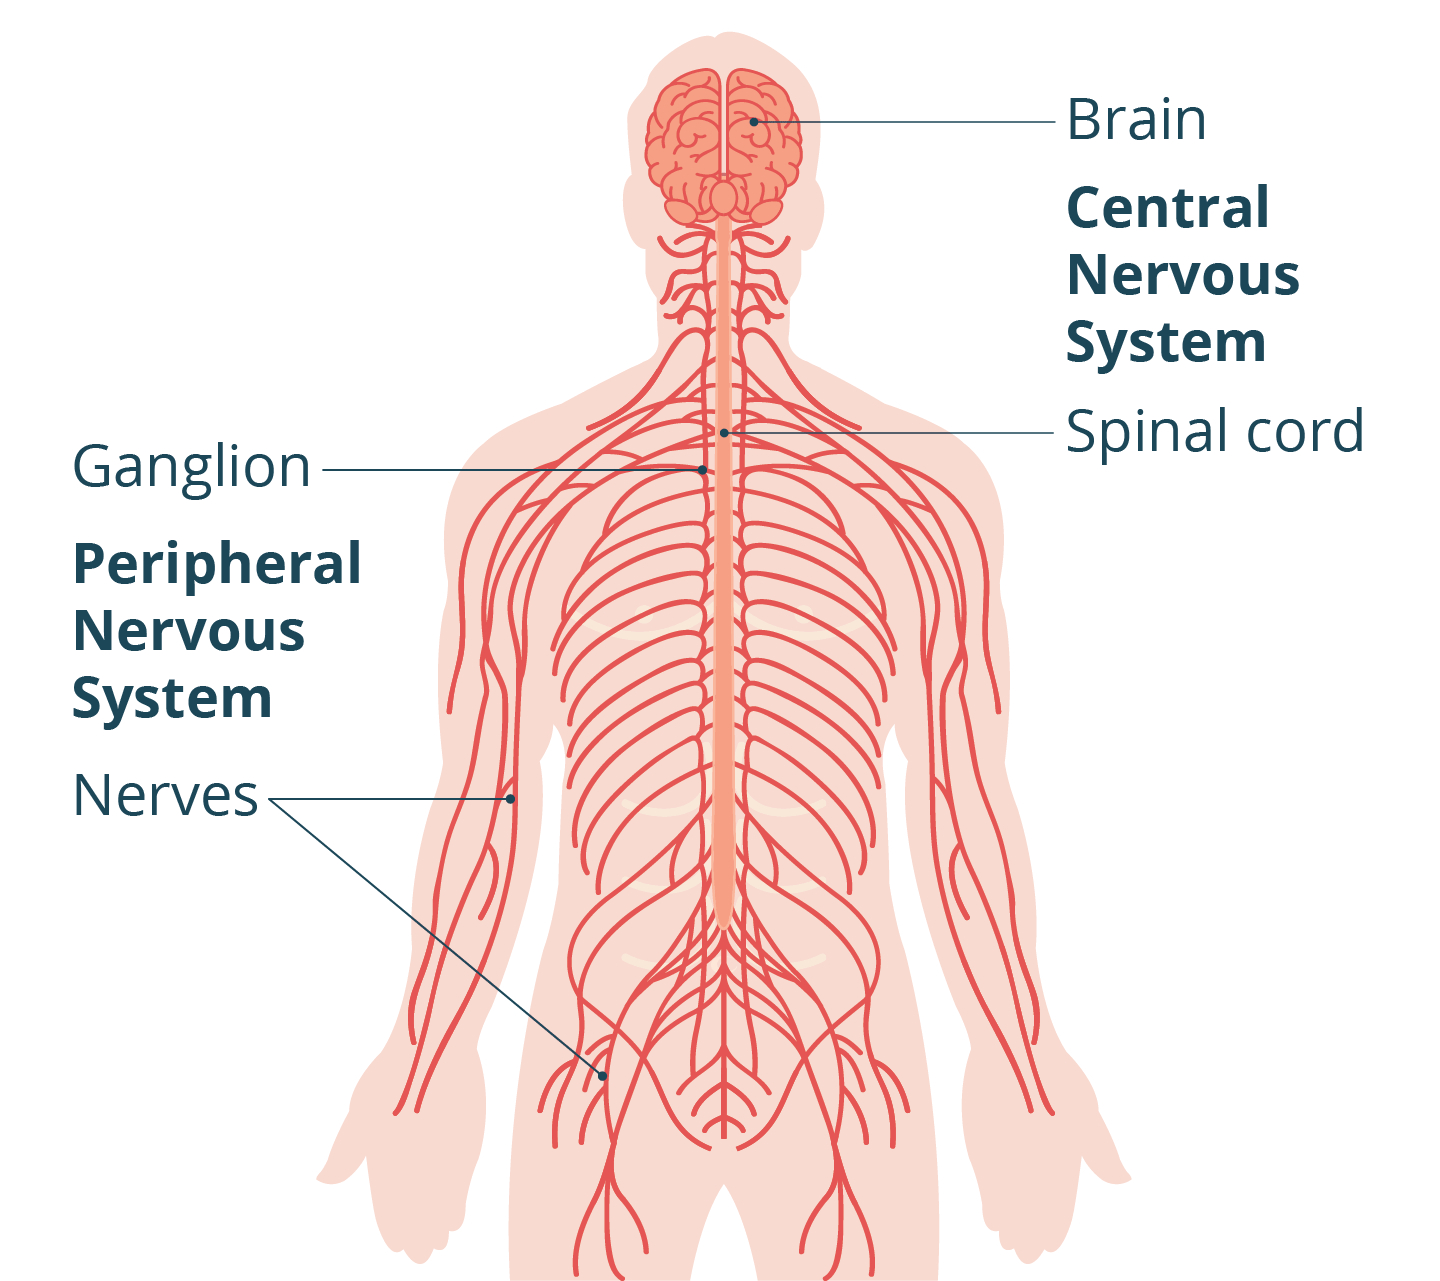 Brain
Central
Nervous
System
Spinal cord
Ganglion
Peripheral
Nervous
System
Nerves